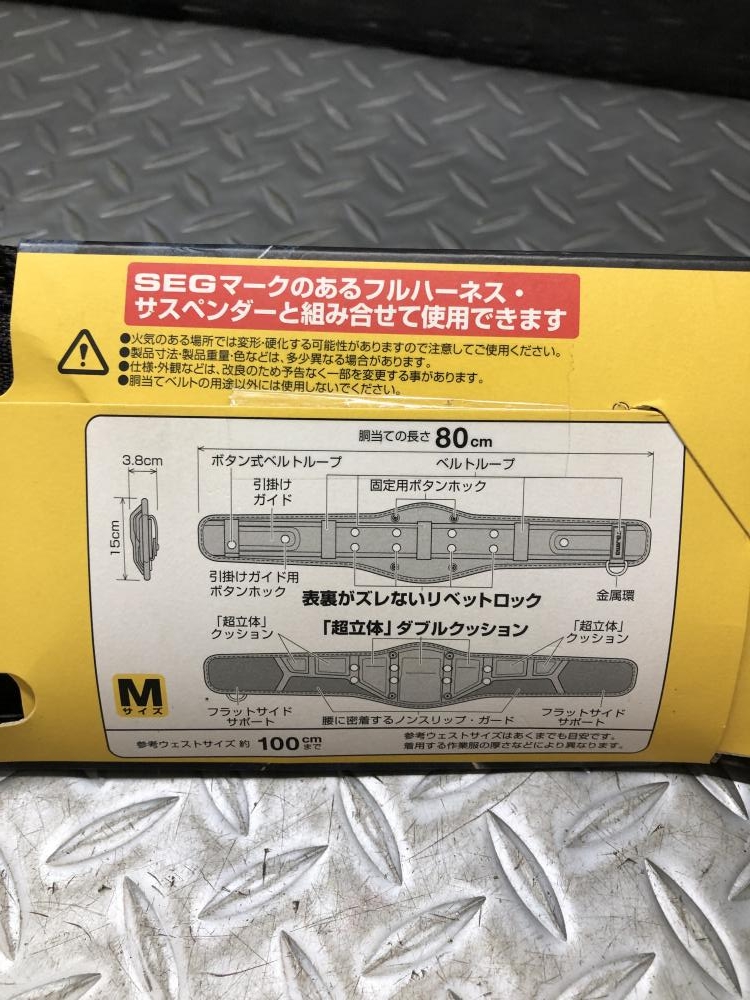 SEGマークのあるフルハーネス・
サスペンダーと組み合せて使用できます
●火気のある場所では変形・硬化する可能性がありますので注意してご使用ください。
●製品寸法・製品重量・色などは、多少異なる場合があります。
●仕様・外観などは、改良のため予告なく一部を変更する事があります。
●胴当てベルトの用途以外には使用しないでください。
胴当ての長さ 80cm
3.8cm
ボタン式ベルトループ
ベルトループ
引掛け
ガイド
固定用ボタンホック
15cm
引掛けガイド用
ボタンホック
表裏がズレないリベットロック
金属環
「超立体」
クッション
「超立体」ダブルクッション
「超立体」
クッション
M
サイズ
フラットサイド
サポート
腰に密着するノンスリップ・ガード
フラットサイド
サポート
参考ウェストサイズ 約 100cmまで
参考ウェストサイズはあくまでも目安です。
着用する作業服の厚さなどにより異なります。